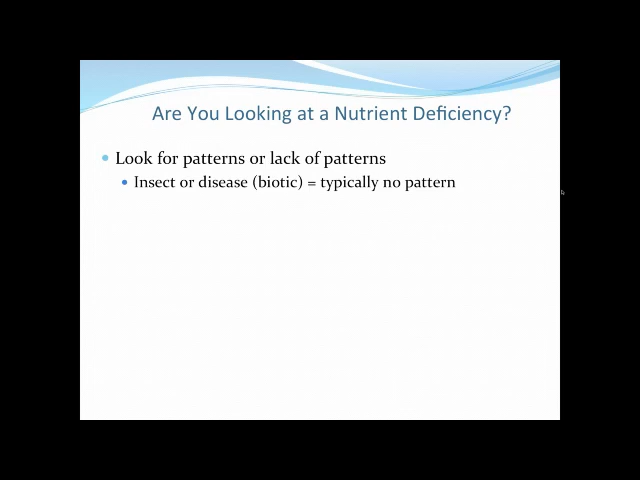 Are You Looking at a Nutrient Deficiency?
Look for patterns or lack of patterns
Insect or disease (biotic) = typically no pattern